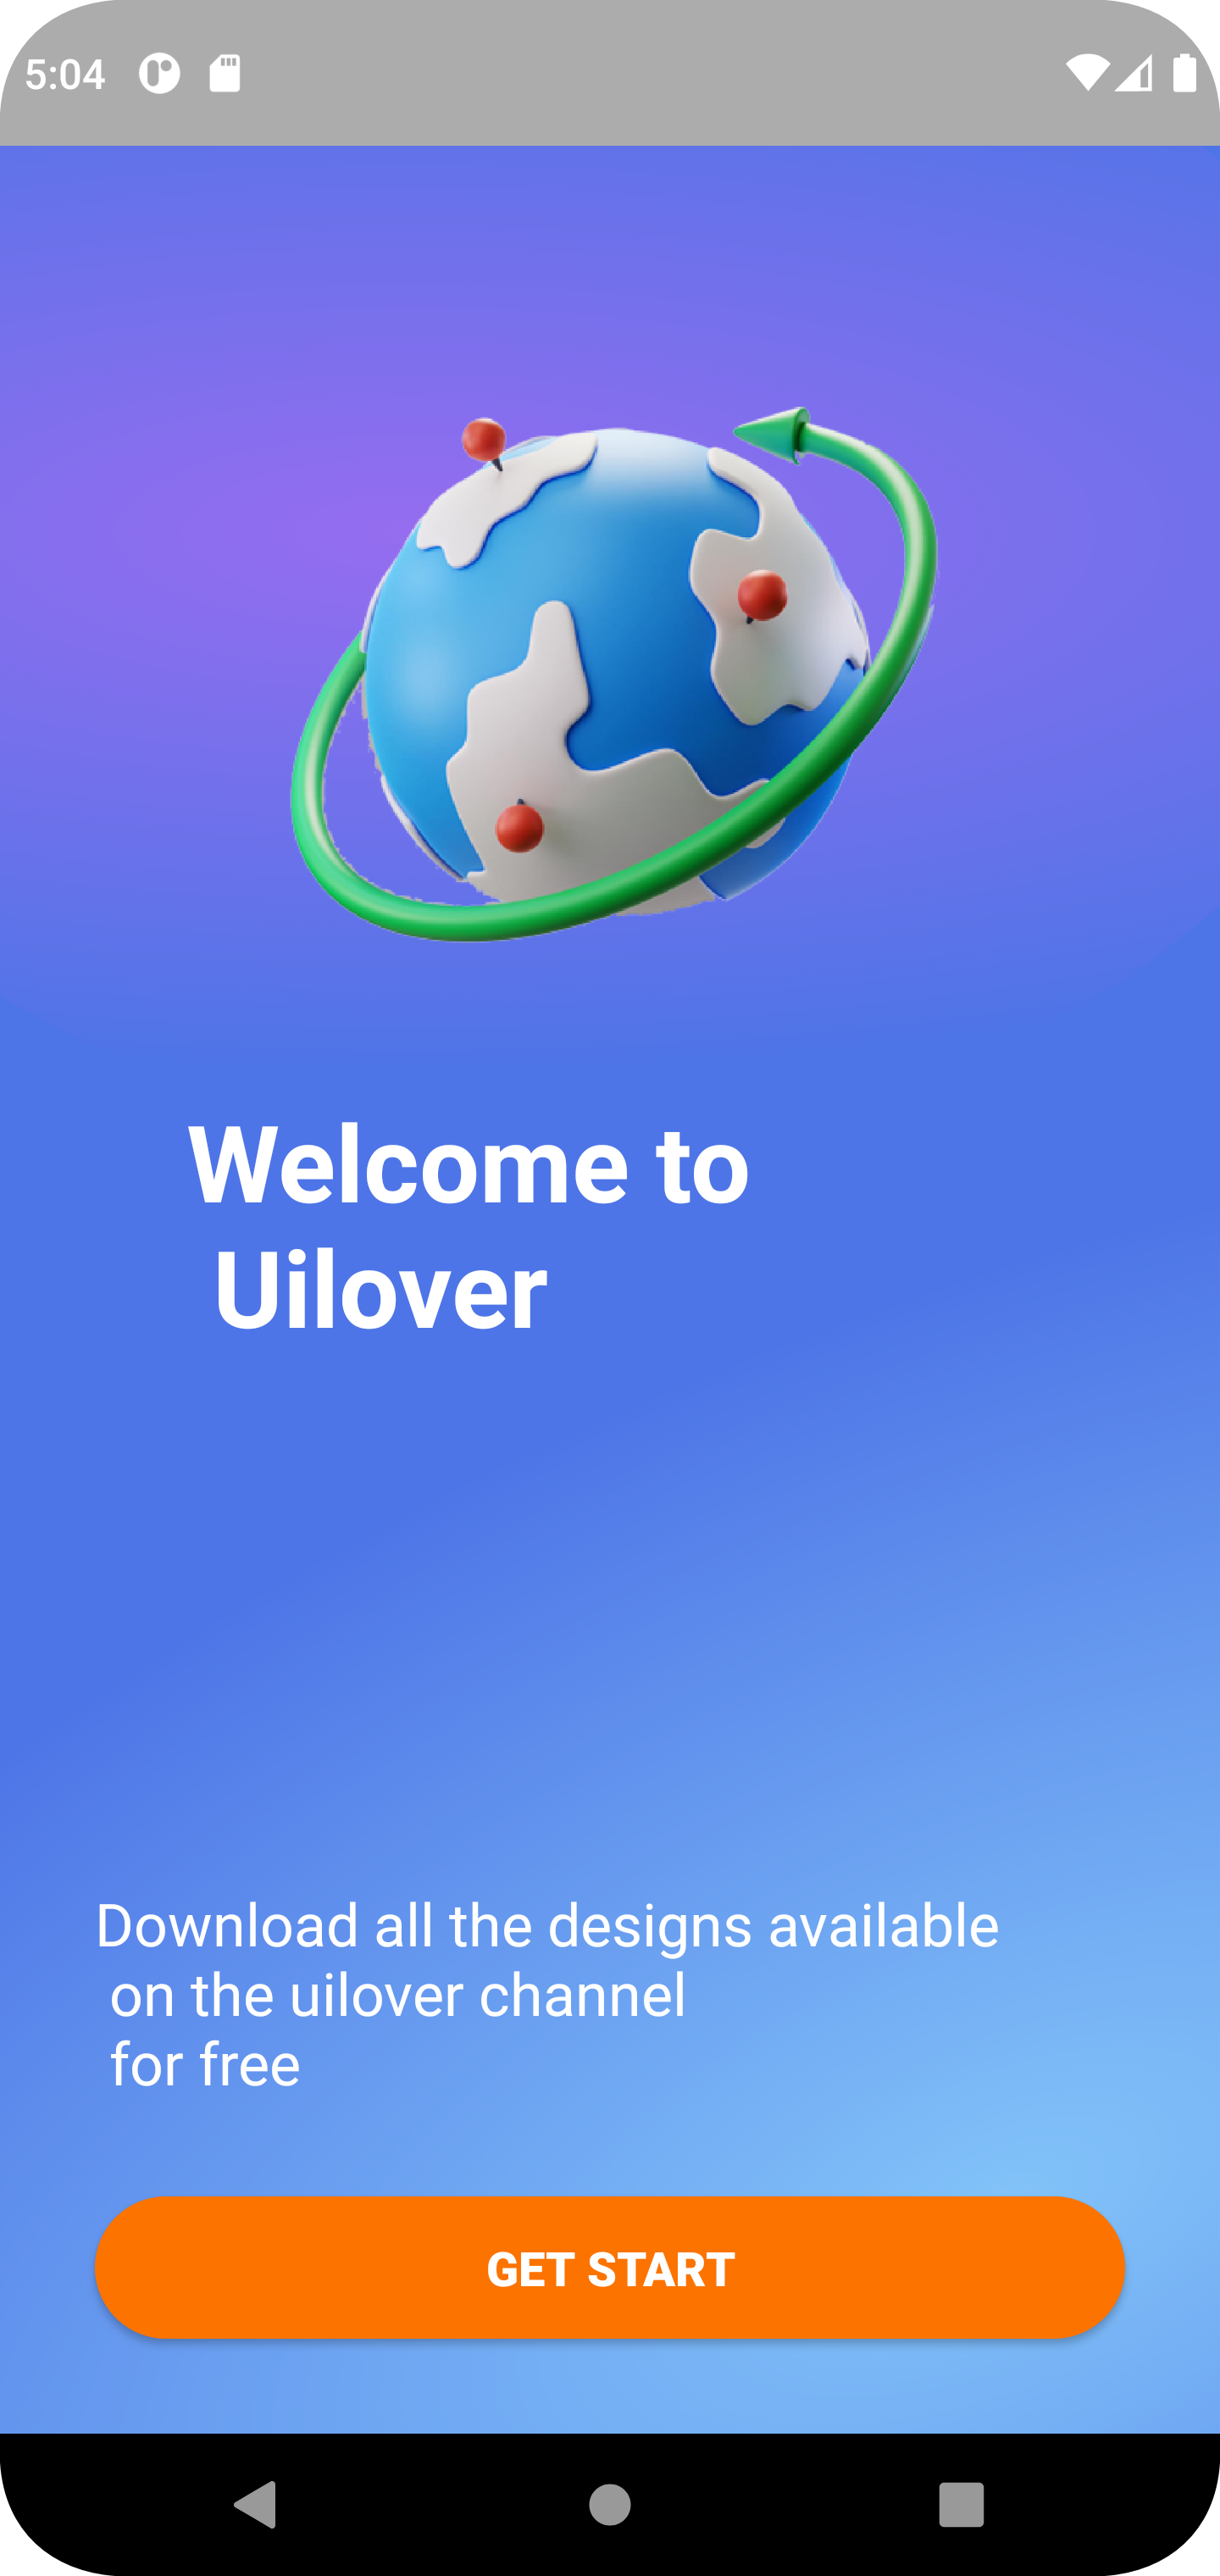 5:04
Welcome to
Uilover
Download all the designs available
on the uilover channel
for free
GET START